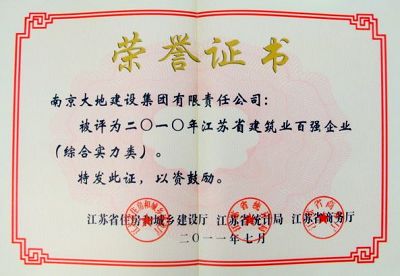 荣誉证书
南京大地建设集团有限责任公司：
被评为二〇一〇年江苏省建筑业百强企业
（综合实力类）。
特发此证，以资鼓励。
江苏省住房和城乡建设厅 江苏省统计局 江苏省商务厅
二〇一一年七月